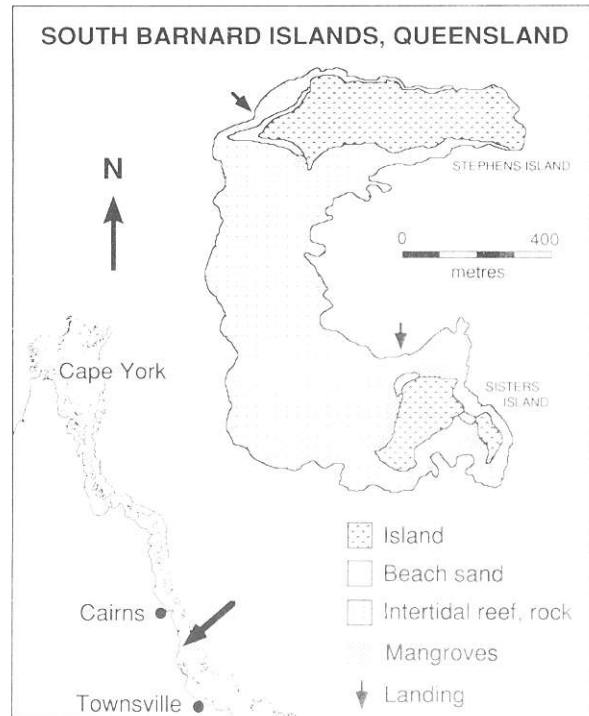 SOUTH BARNARD ISLANDS, QUEENSLAND
N
STEPHENS ISLAND
0 400
metres
Cape York
SISTERS
ISLAND
Island
Beach sand
Intertidal reef, rock
Cairns
Mangroves
Landing
Townsville